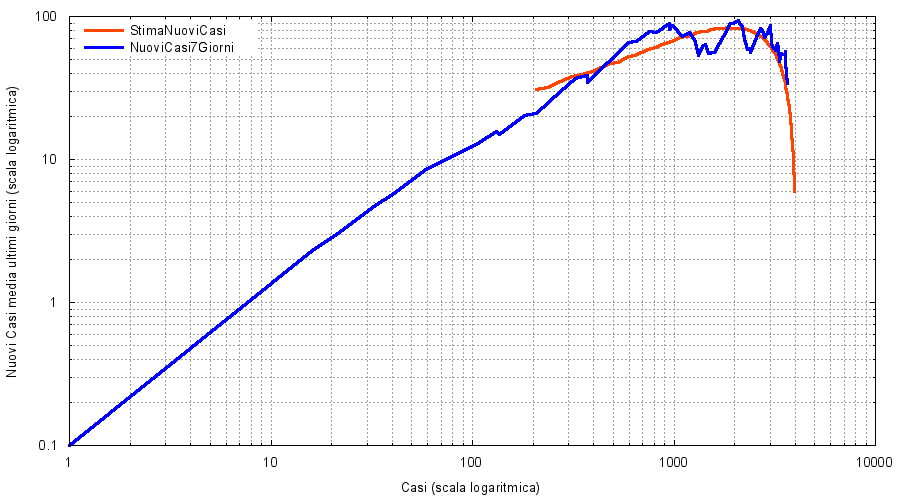 StimaNuoviCasi
NuoviCasi7Giorni
Nuovi Casi media ultimi giorni (scala logaritmica)
100
10
1
0.1
1
10
100
1000
10000
Casi (scala logaritmica)